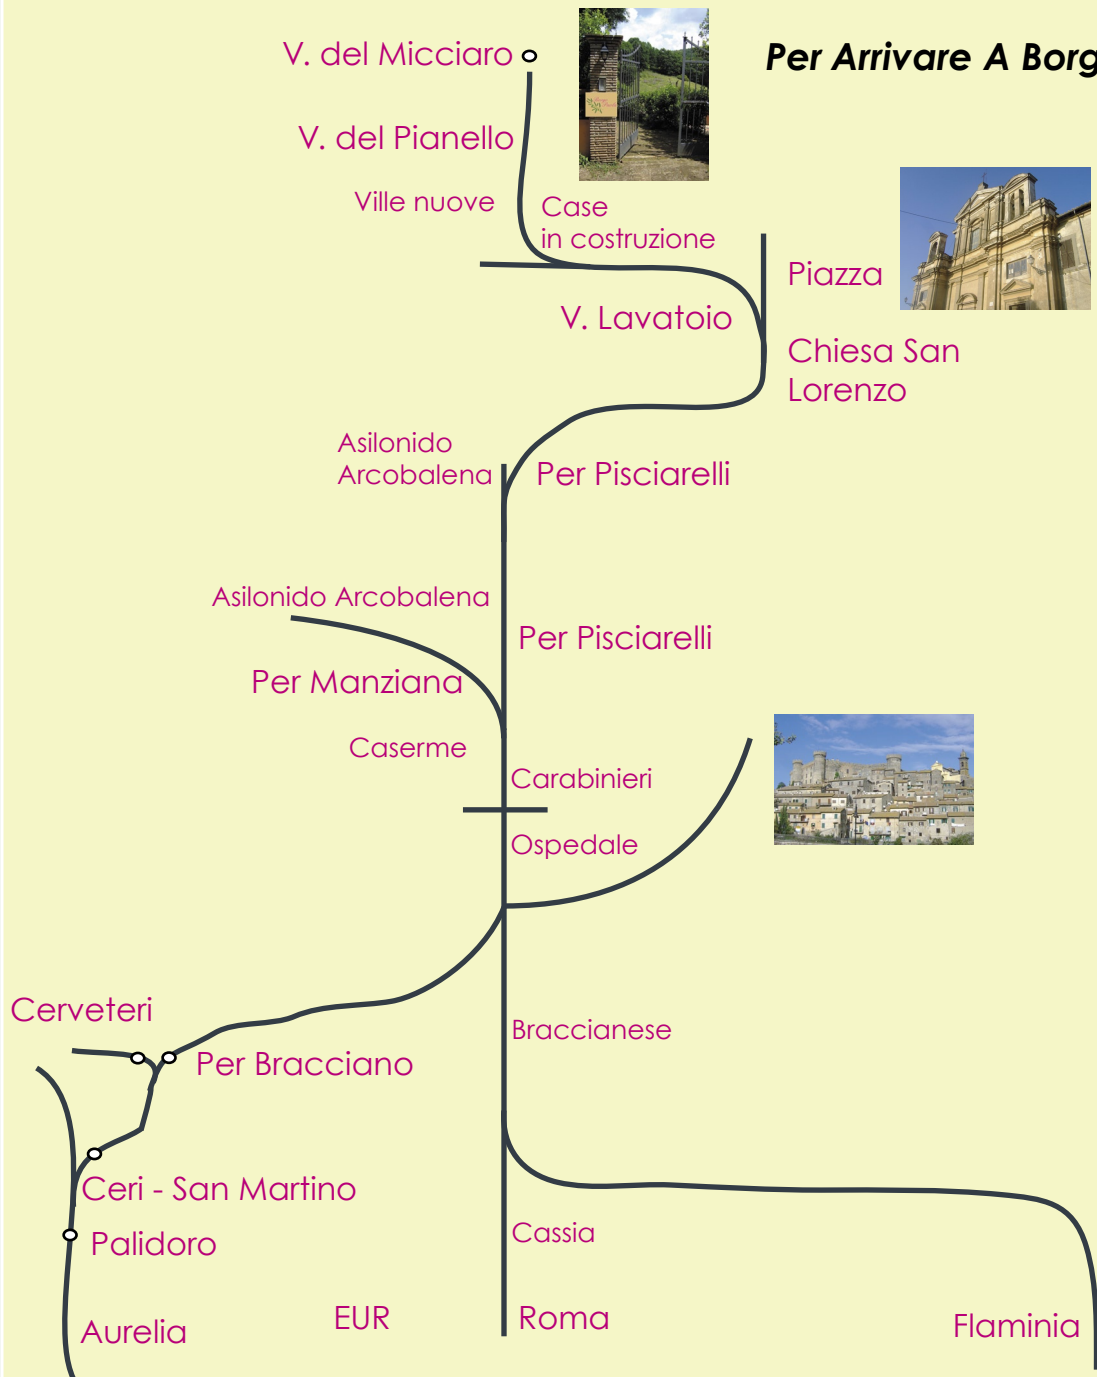 V. del Micciaro
Per Arrivare A Borg
V. del Pianello
Ville nuove
Case
in costruzione
Piazza
V. Lavatoio
Chiesa San
Lorenzo
Asilonido
Arcobalena
Per Pisciarelli
Asilonido Arcobalena
Per Pisciarelli
Per Manziana
Caserme
Carabinieri
Ospedale
Cerveteri
Braccianese
Per Bracciano
Ceri - San Martino
Cassia
Palidoro
EUR
Roma
Aurelia
Flaminia